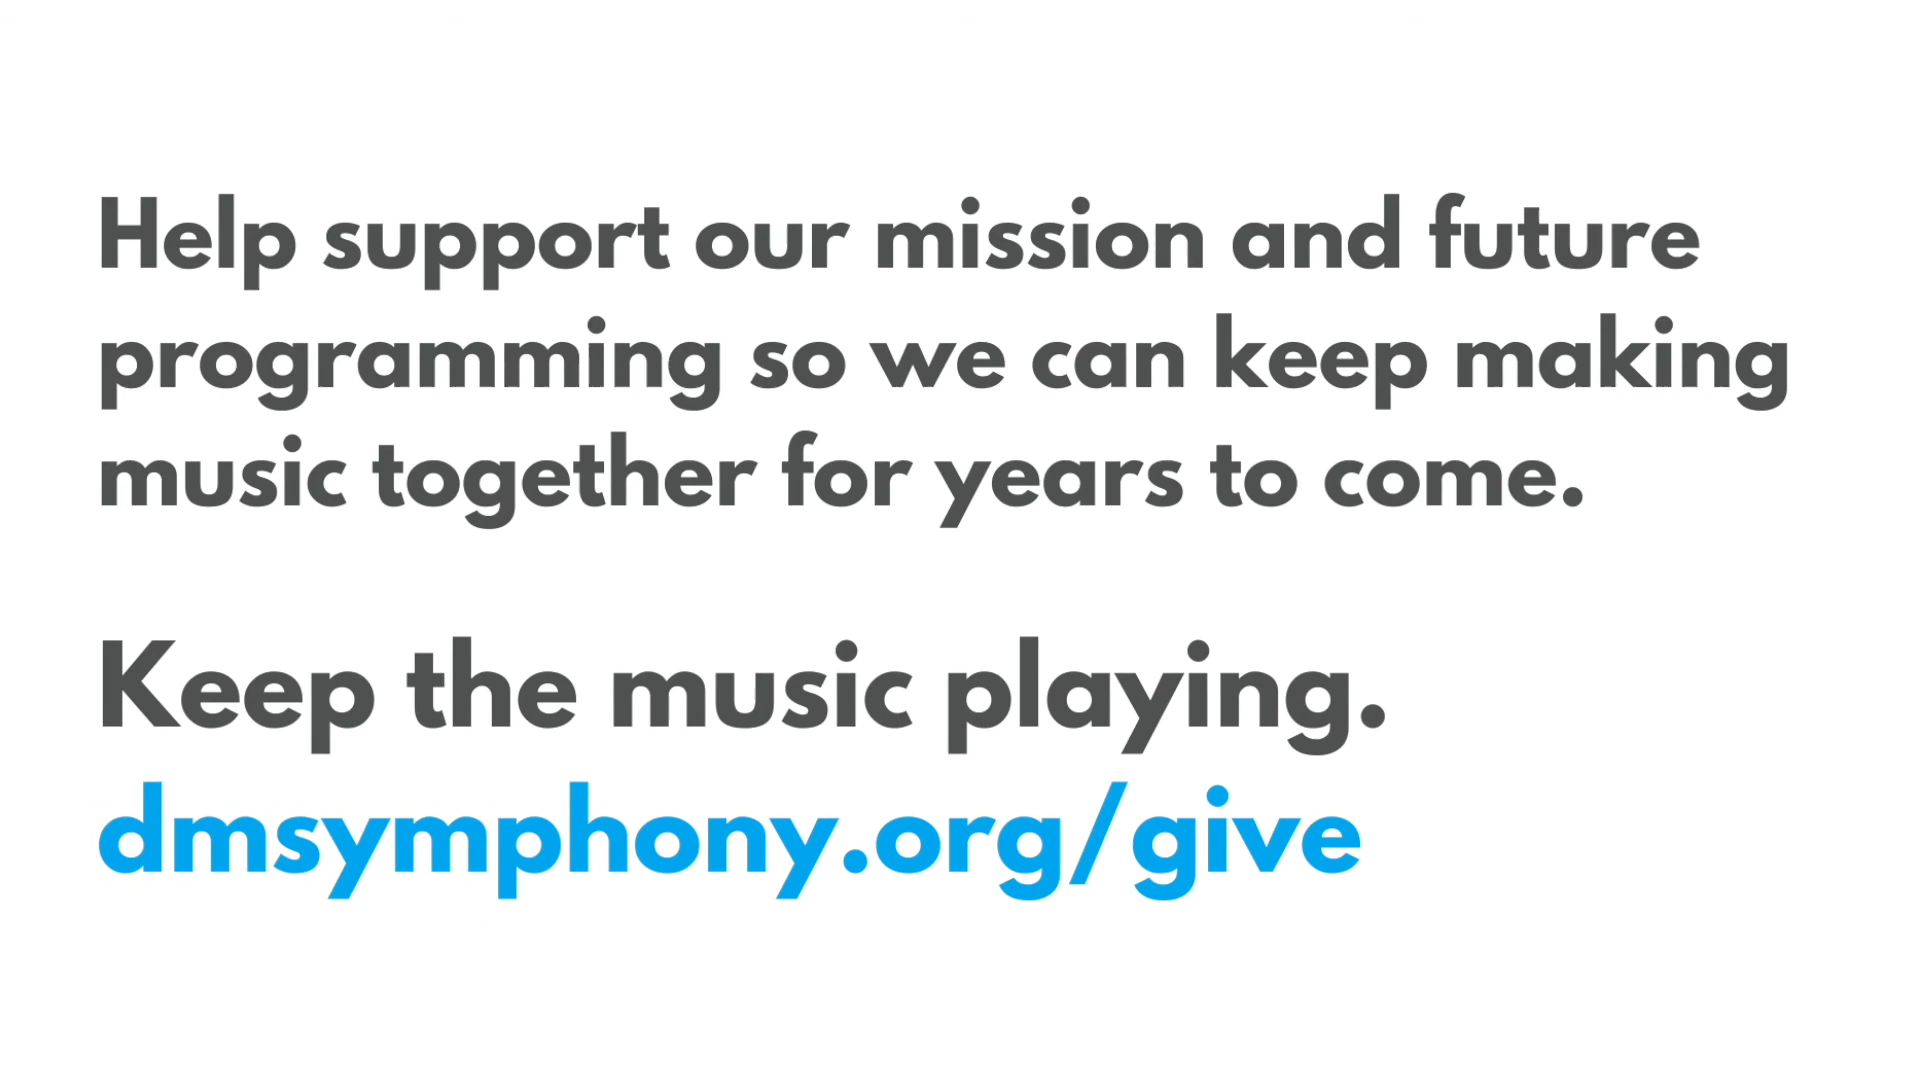 Help support our mission and future
programming so we can keep making
music together for years to come.
Keep the music playing.
dmsymphony.org/give